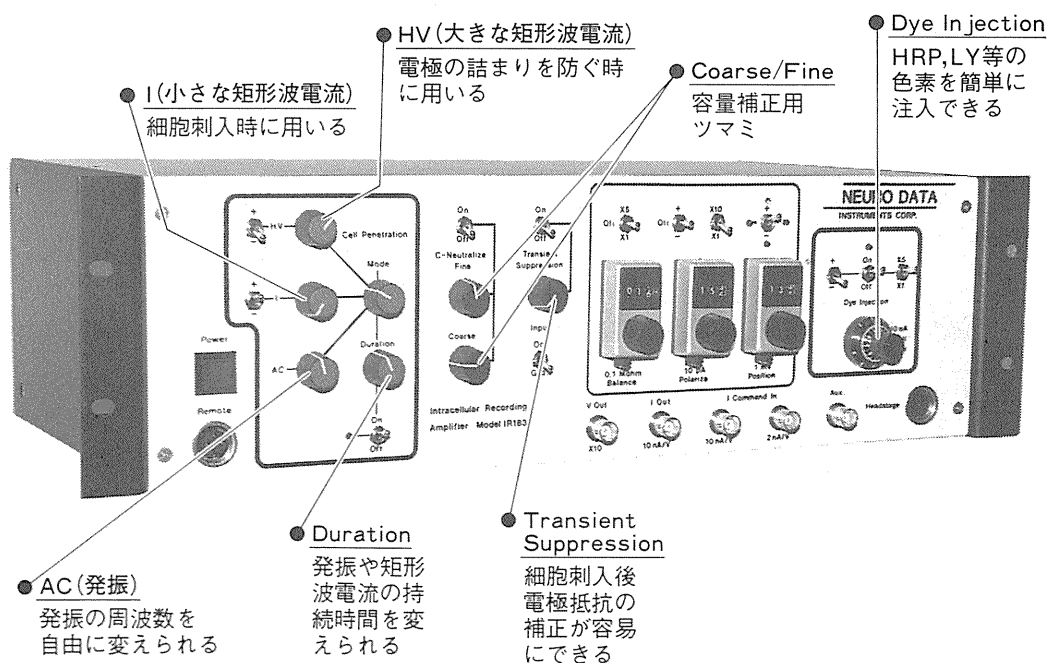 HV(大きな矩形波電流)
電極の詰まりを防ぐ時
に用いる
I(小さな矩形波電流)
細胞刺入時に用いる
Coarse/Fine
容量補正用
ツマミ
Dye Injection
HRP,LY等の
色素を簡単に
注入できる
NEURO DATA
INSTRUMENTS CORP.
+
HV
-
Cell Penetration
Mode
+
I
-
AC
Duration
On
Off
Power
Remote
On
Off
C-Neutralize
Fine
Coarse
On
Off
Transient
Suppression
Input
Intracellular Recording
Amplifier Model IR183
X5
Off
X1
+
Off
-
X10
X1
+
-
0.1 Mohm
Balance
Polarize
1 mV
Position
+
-
On
Off
X5
X1
Dye Injection
V Out
X10
I Out
10 nA/V
I Command In
10 nA/V
2 nA/V
Aux.
Headstage
AC(発振)
発振の周波数を
自由に変えられる
Duration
発振や矩形
波電流の持
続時間を変
えられる
Transient
Suppression
細胞刺入後
電極抵抗の
補正が容易
にできる